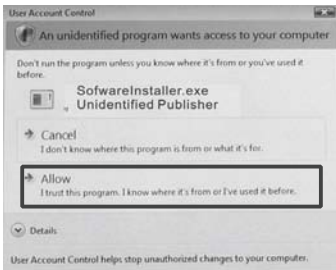 User Account Control
An unidentified program wants access to your computer
Don't run the program unless you know where it's from or you've used it
before.
SofwareInstaller.exe
Unidentified Publisher
Cancel
I don't know where this program is from or what it's for.
Allow
I trust this program. I know where it's from or I've used it before.
Details
User Account Control helps stop unauthorized changes to your computer.